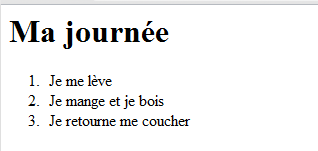 Ma journée
1. Je me lève
2. Je mange et je bois
3. Je retourne me coucher